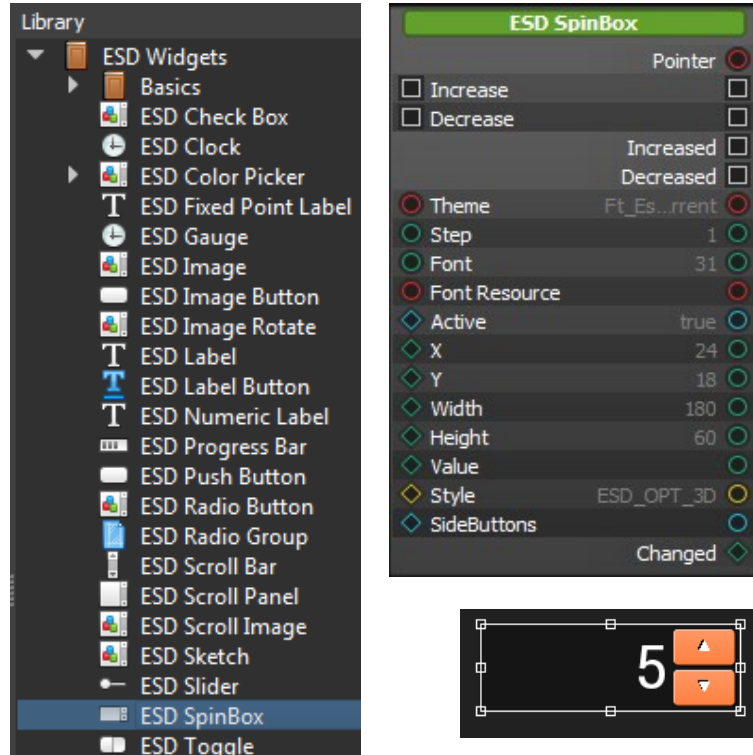 Library
ESD Widgets
Basics
ESD Check Box
ESD Clock
ESD Color Picker
ESD Fixed Point Label
ESD Gauge
ESD Image
ESD Image Button
ESD Image Rotate
ESD Label
ESD Label Button
ESD Numeric Label
ESD Progress Bar
ESD Push Button
ESD Radio Button
ESD Radio Group
ESD Scroll Bar
ESD Scroll Panel
ESD Scroll Image
ESD Sketch
ESD Slider
ESD SpinBox
ESD Toggle
ESD SpinBox
Pointer
Increase
Decrease
Increased
Decreased
Theme Ft_Es...rrent
Step 1
Font 31
Font Resource
Active true
X 24
Y 18
Width 180
Height 60
Value
Style ESD_OPT_3D
SideButtons
Changed
5